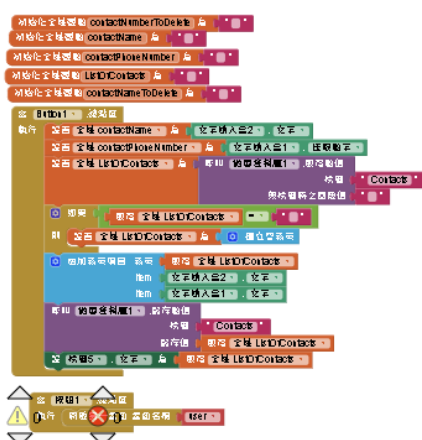 初始化全域變數 contactNumberToDelete 為 " "
初始化全域變數 contactName 為 " "
初始化全域變數 contactPhoneNumber 為 " "
初始化全域變數 ListOfContacts 為 " "
初始化全域變數 contactNameToDelete 為 " "
當 Button1 .被點選
執行 設置 全域 contactName 為 文字輸入盒2 . 文字
設置 全域 contactPhoneNumber 為 文字輸入盒1 .
設置 全域 ListOfContacts 為 呼叫 微型資料庫1 .取得數值
標籤 " Contacts "
無標籤時之回傳值 " "
如果 取得 全域 ListOfContacts = " "
則 設置 全域 ListOfContacts 為 建立空清單
增加清單項目 清單 取得 全域 ListOfContacts
item 文字輸入盒2 . 文字
item 文字輸入盒1 . 文字
呼叫 微型資料庫1 .儲存數值
標籤 " Contacts "
儲存值 取得 全域 ListOfContacts
設 按鈕5 . 文字 為 取得 全域 ListOfContacts
當 按鈕1 .被點選
0 執行 開啟 0 畫面名稱 user